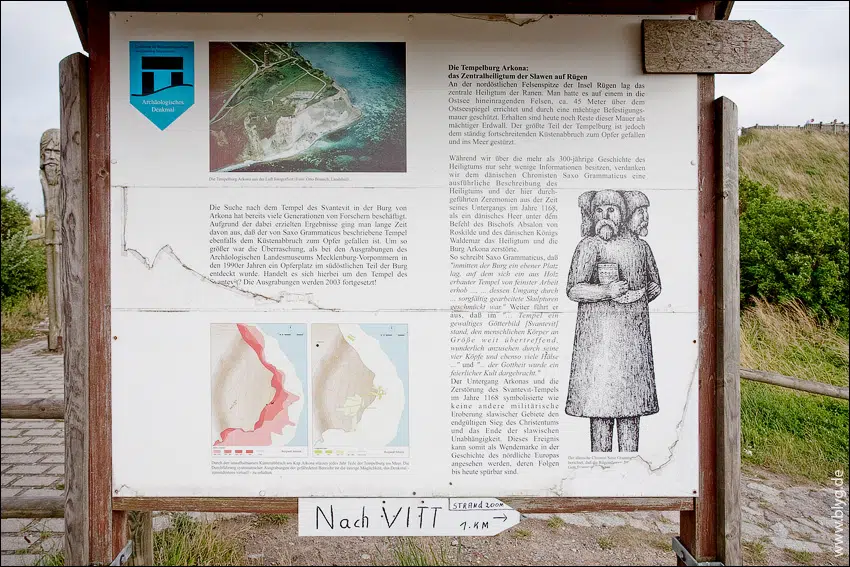 Archäologisches
Denkmal
Die Tempelburg Arkona:
das Zentralheiligtum der Slawen auf Rügen
An der nordöstlichen Felsenspitze der Insel Rügen lag das
zentrale Heiligtum der Ranen. Man hatte es auf einem in die
Ostsee hineinragenden Felsen, ca. 45 Meter über dem
Ostseespiegel errichtet und durch eine mächtige Befestigungs-
mauer geschützt. Erhalten sind heute noch Reste dieser Mauer als
mächtiger Erdwall. Der größte Teil der Tempelburg ist jedoch
dem ständig fortschreitenden Küstenabbruch zum Opfer gefallen
und ins Meer gestürzt.
Während wir über die mehr als 300-jährige Geschichte des
Heiligtums nur sehr wenige Informationen besitzen, verdanken
wir dem dänischen Chronisten Saxo Grammaticus eine
ausführliche Beschreibung des
Heiligtums und der hier durch-
geführten Zeremonien aus der Zeit
seines Unterganges im Jahre 1168,
als ein dänisches Heer unter dem
Befehl des Bischofs Absalon von
Roskilde und des dänischen Königs
Waldemar das Heiligtum und die
Burg Arkona zerstörte.
So schreibt Saxo Grammaticus, daß
"inmitten der Burg ein ebener Platz
lag, auf dem sich ein aus Holz
erbauter Tempel von feinster Arbeit
erhob ... ... dessen Umgang durch
... sorgfältig gearbeitete Skulpturen
geschmückt war." Weiter führt er
aus, daß im "... Tempel ein
gewaltiges Götterbild [Svantevit]
stand, den menschlichen Körper an
Größe weit übertreffend,
wunderlich anzusehen durch seine
vier Köpfe und ebenso viele Hälse
..." und "... der Gottheit wurde ein
feierlicher Kult dargebracht."
Der Untergang Arkonas und die
Zerstörung des Svantevit-Tempels
im Jahre 1168 symbolisierte wie
keine andere militärische
Eroberung slawischer Gebiete den
endgültigen Sieg des Christentums
und das Ende der slawischen
Unabhängigkeit. Dieses Ereignis
kann somit als Wendemarke in der
Geschichte des nördliche Europas
angesehen werden, deren Folgen
bis heute spürbar sind.
Die Tempelburg Arkona aus der Luft
Die Suche nach dem Tempel des Svantevit in der Burg von
Arkona hat bereits viele Generationen von Forschern beschäftigt.
Aufgrund der dabei erzielten Ergebnisse ging man lange Zeit
davon aus, daß der von Saxo Grammaticus beschriebene Tempel
ebenfalls dem Küstenabbruch zum Opfer gefallen ist. Um so
größer war die Überraschung, als bei den Ausgrabungen des
Archäologischen Landesmuseums Mecklenburg-Vorpommern in
den 1990er Jahren ein Opferplatz im südöstlichen Teil der Burg
entdeckt wurde. Handelt es sich hierbei um den Tempel des
Svantevit? Die Ausgrabungen werden 2003 fortgesetzt!
Nach VITT
STRAND 200M
1.KM →
www.blyg.de